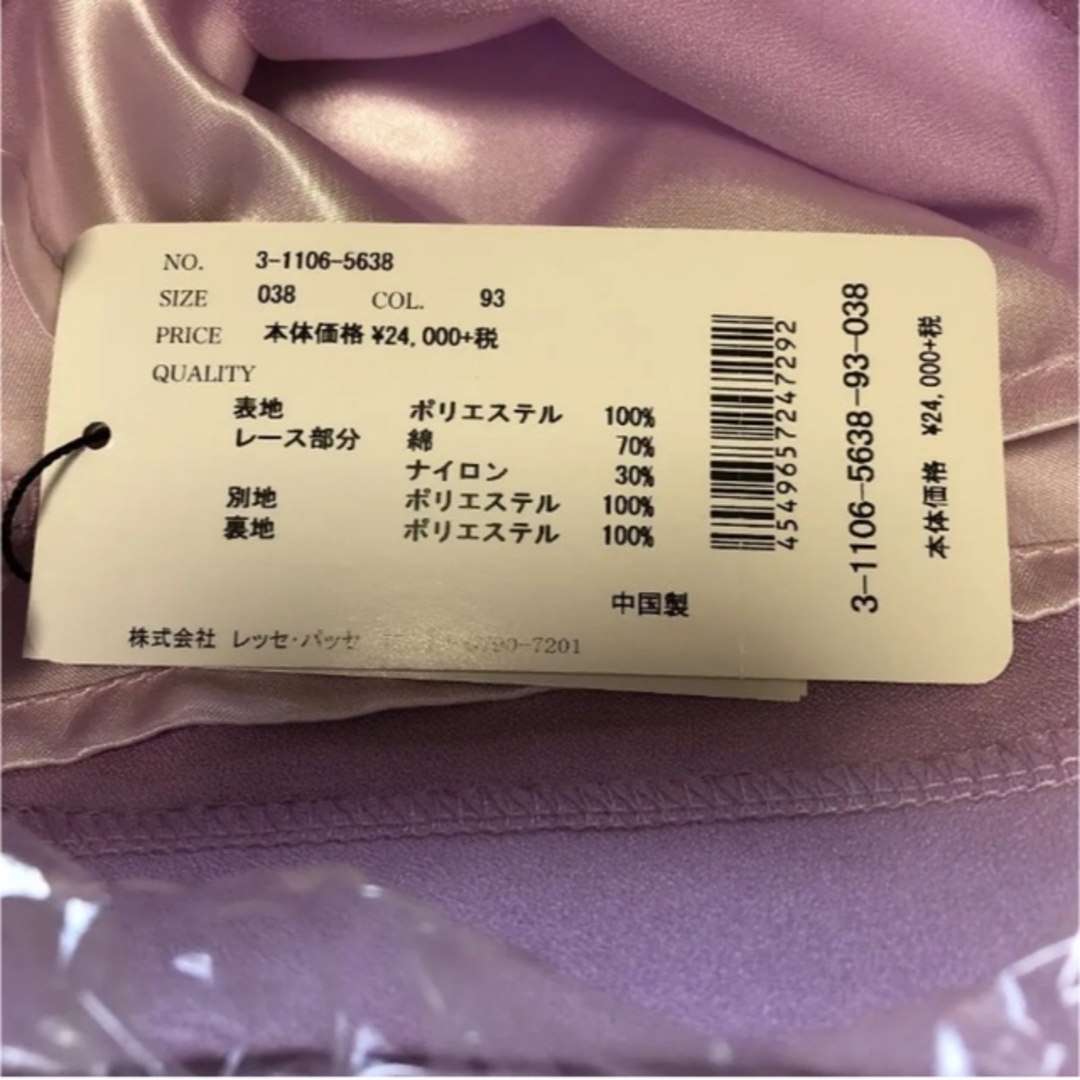 NO. 3-1106-5638
SIZE 038 COL. 93
PRICE 本体価格 ¥24,000+税
QUALITY
表地 ポリエステル 100%
レース部分 綿 70%
ナイロン 30%
別地 ポリエステル 100%
裏地 ポリエステル 100%
中国製
株式会社 レッセ・パッセ -7201
4549657247292
3-1106-5638-93-038
本体価格 ¥24,000+税